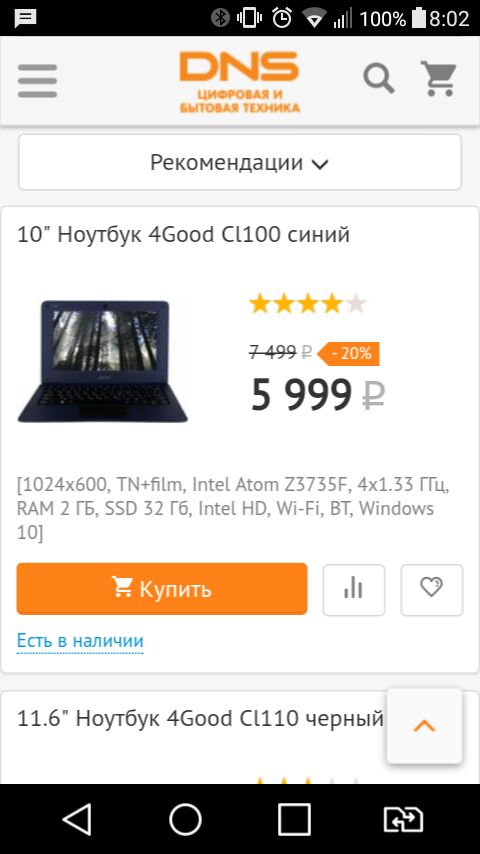 100% 8:02
DNS
ЦИФРОВАЯ И
БЫТОВАЯ ТЕХНИКА
Рекомендации
10" Ноутбук 4Good Cl100 синий
7 499 ₽ - 20%
5 999 ₽
[1024x600, TN+film, Intel Atom Z3735F, 4x1.33 ГГц,
RAM 2 ГБ, SSD 32 Гб, Intel HD, Wi-Fi, BT, Windows
10]
Купить
Есть в наличии
11.6" Ноутбук 4Good Cl110 черный